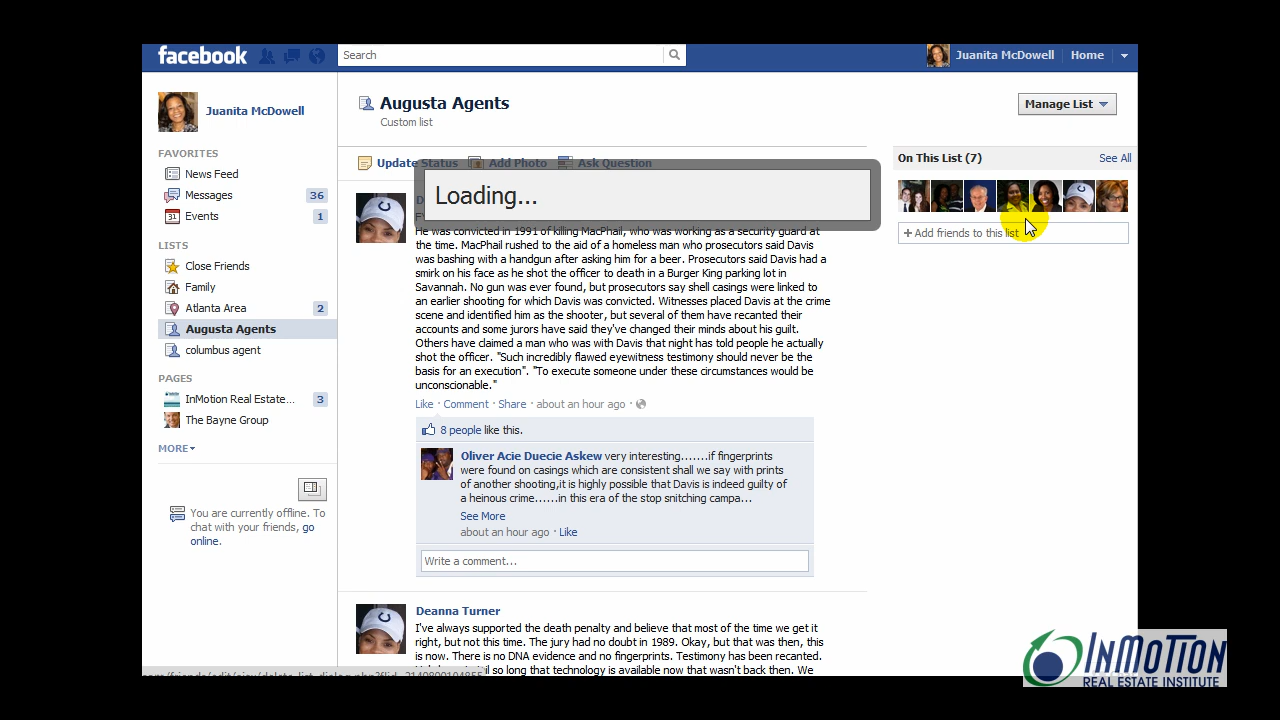 facebook
Search
Juanita McDowell
Home
Juanita McDowell
FAVORITES
News Feed
Messages 36
31 Events 1
LISTS
Close Friends
Family
Atlanta Area 2
Augusta Agents
columbus agent
PAGES
InMotion Real Estate... 3
The Bayne Group
MORE
You are currently offline. To
chat with your friends, go
online.
Augusta Agents
Custom list
Manage List
Update Status Add Photo Ask Question
Loading...
He was convicted in 1991 of killing MacPhail, who was working as a security guard at
the time. MacPhail rushed to the aid of a homeless man who prosecutors said Davis
was bashing with a handgun after asking him for a beer. Prosecutors said Davis had a
smirk on his face as he shot the officer to death in a Burger King parking lot in
Savannah. No gun was ever found, but prosecutors say shell casings were linked to
an earlier shooting for which Davis was convicted. Witnesses placed Davis at the crime
scene and identified him as the shooter, but several of them have recanted their
accounts and some jurors have said they've changed their minds about his guilt.
Others have claimed a man who was with Davis that night has told people he actually
shot the officer. "Such incredibly flawed eyewitness testimony should never be the
basis for an execution". "To execute someone under these circumstances would be
unconscionable."
Like · Comment · Share · about an hour ago ·
8 people like this.
Oliver Acie Duecie Askew very interesting.......if fingerprints
were found on casings which are consistent shall we say with prints
of another shooting,it is highly possible that Davis is indeed guilty of
a heinous crime......in this era of the stop snitching campa...
See More
about an hour ago · Like
Write a comment...
Deanna Turner
I've always supported the death penalty and believe that most of the time we get it
right, but not this time. The jury had no doubt in 1989. Okay, but that was then, this
is now. There is no DNA evidence and no fingerprints. Testimony has been recanted.
so long that technology is available now that wasn't back then. We
On This List (7)
See All
+ Add friends to this list
INMOTION
REAL ESTATE INSTITUTE